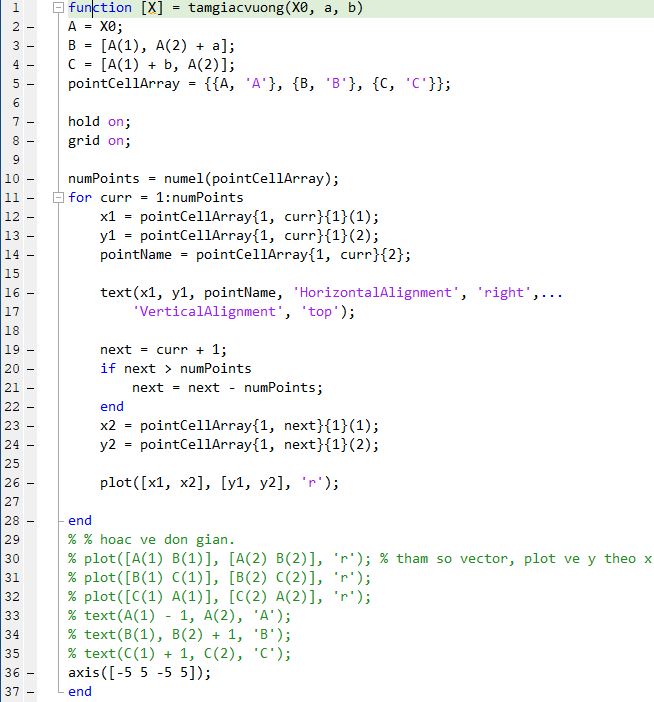 1 function [X] = tamgiacvuong(X0, a, b)
2 – A = X0;
3 – B = [A(1), A(2) + a];
4 – C = [A(1) + b, A(2)];
5 – pointCellArray = {{A, 'A'}, {B, 'B'}, {C, 'C'}};
6
7 – hold on;
8 – grid on;
9
10 – numPoints = numel(pointCellArray);
11 – for curr = 1:numPoints
12 – x1 = pointCellArray{1, curr}{1}(1);
13 – y1 = pointCellArray{1, curr}{1}(2);
14 – pointName = pointCellArray{1, curr}{2};
15
16 – text(x1, y1, pointName, 'HorizontalAlignment', 'right',...
17 'VerticalAlignment', 'top');
18
19 – next = curr + 1;
20 – if next > numPoints
21 – next = next - numPoints;
22 – end
23 – x2 = pointCellArray{1, next}{1}(1);
24 – y2 = pointCellArray{1, next}{1}(2);
25
26 – plot([x1, x2], [y1, y2], 'r');
27
28 – end
29 % % hoac ve don gian.
30 % plot([A(1) B(1)], [A(2) B(2)], 'r'); % tham so vector, plot ve y theo x
31 % plot([B(1) C(1)], [B(2) C(2)], 'r');
32 % plot([C(1) A(1)], [C(2) A(2)], 'r');
33 % text(A(1) - 1, A(2), 'A');
34 % text(B(1), B(2) + 1, 'B');
35 % text(C(1) + 1, C(2), 'C');
36 – axis([-5 5 -5 5]);
37 – end